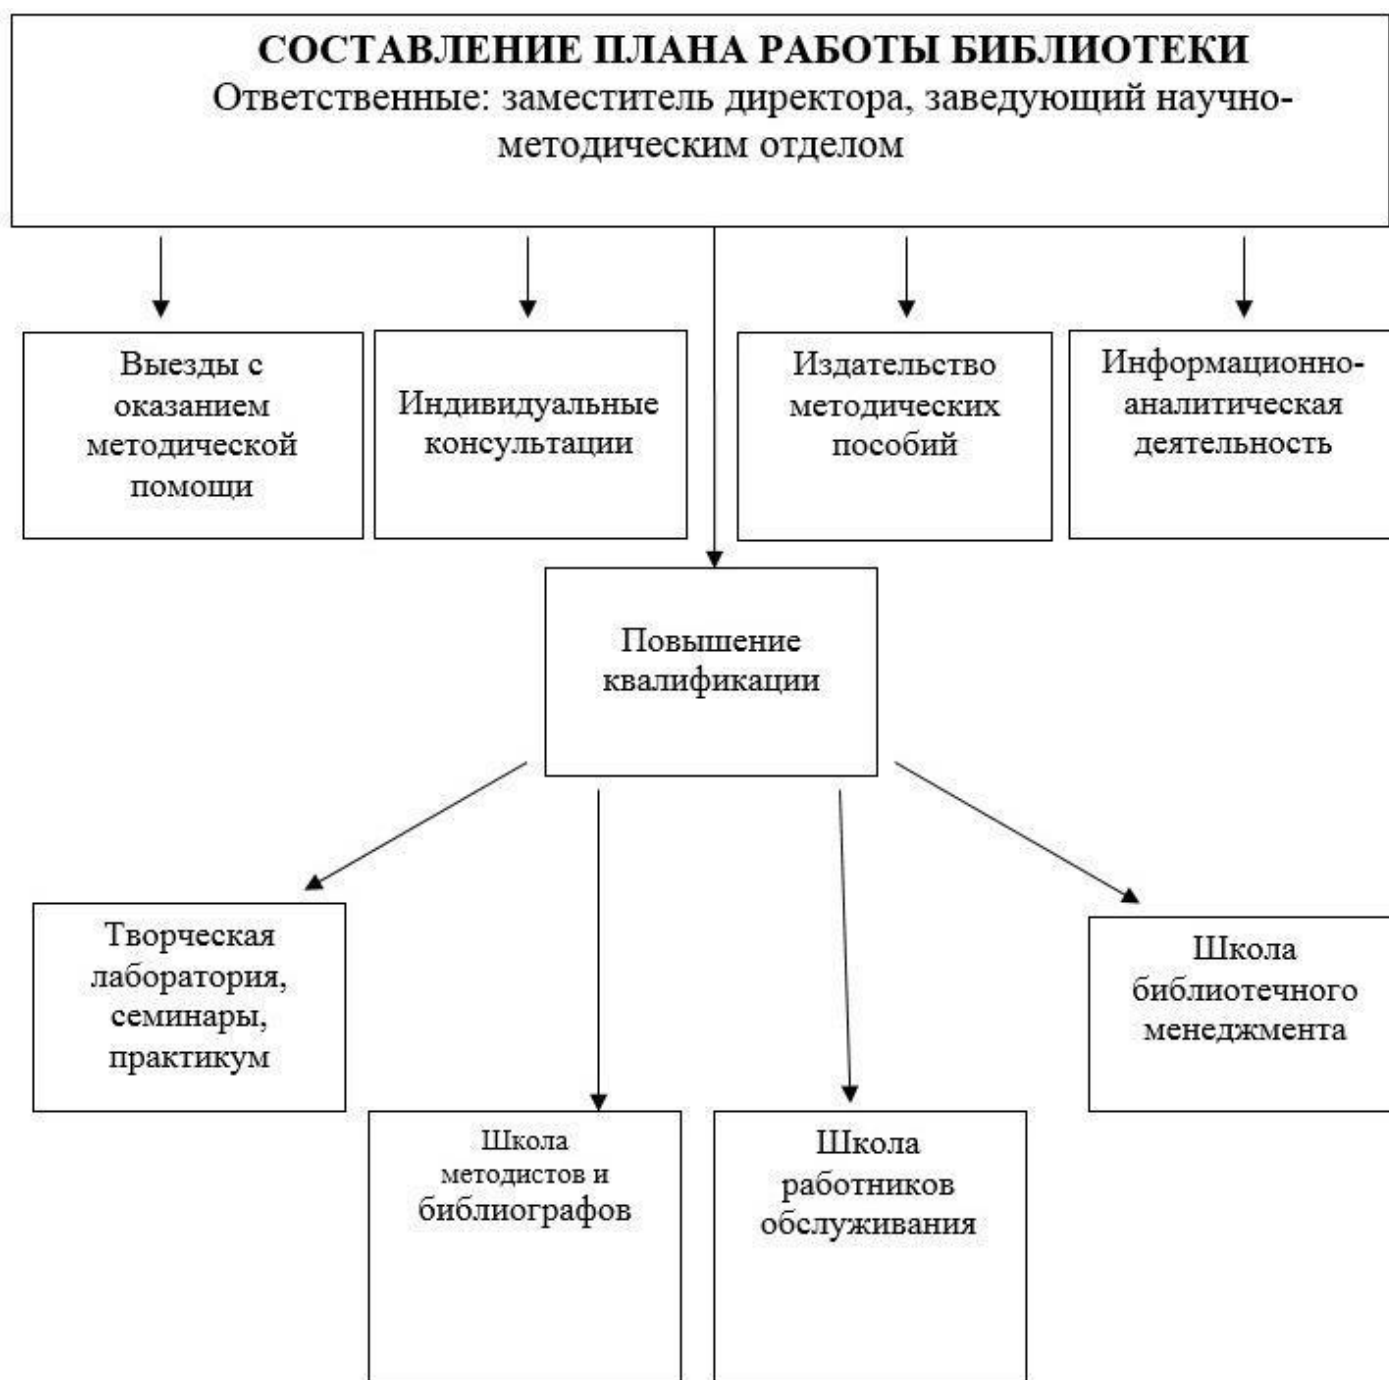 СОСТАВЛЕНИЕ ПЛАНА РАБОТЫ БИБЛИОТЕКИ
Ответственные: заместитель директора, заведующий научно-
методическим отделом
Выезды с
оказанием
методической
помощи
Индивидуальные
консультации
Издательство
методических
пособий
Информационно-
аналитическая
деятельность
Повышение
квалификации
Творческая
лаборатория,
семинары,
практикум
Школа
методистов и
библиографов
Школа
работников
обслуживания
Школа
библиотечного
менеджмента